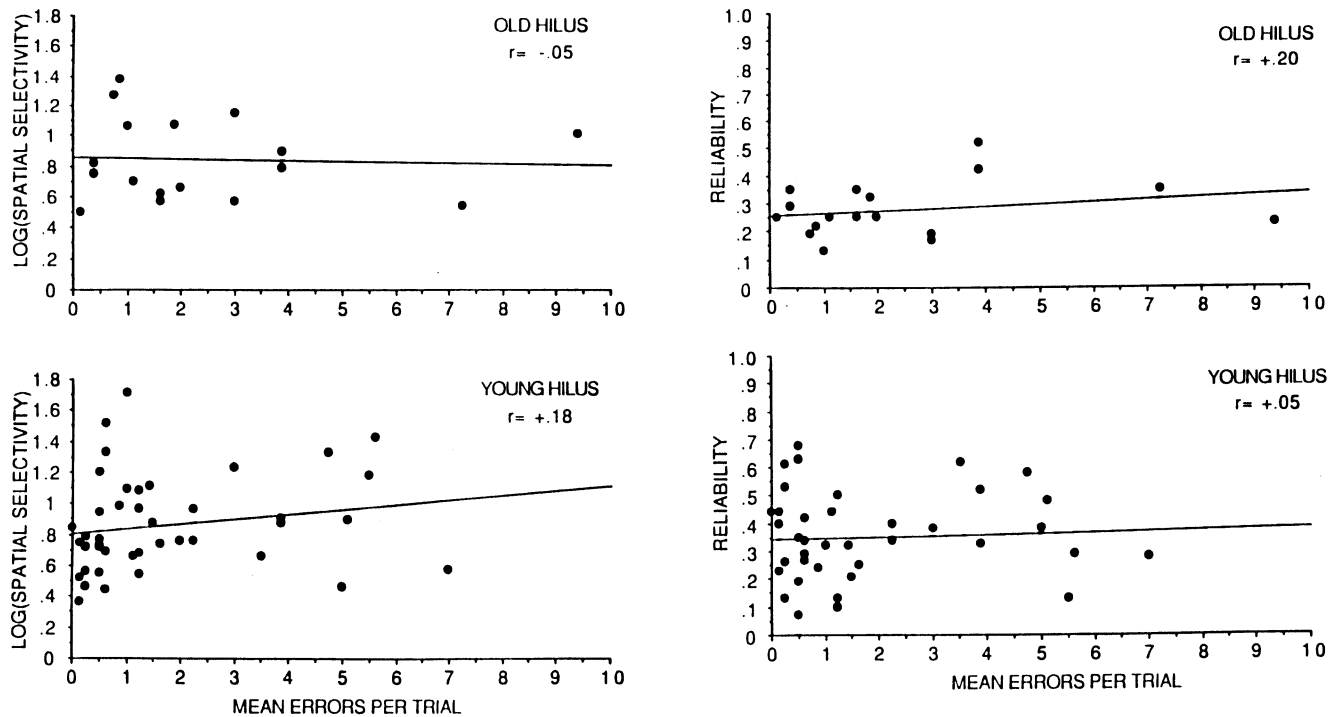 LOG(SPATIAL SELECTIVITY)
1.8
1.6
1.4
1.2
1
.8
.6
.4
.2
0
0 1 2 3 4 5 6 7 8 9 10
OLD HILUS
r= -.05
RELIABILITY
1.0
.9
.8
.7
.6
.5
.4
.3
.2
.1
0
0 1 2 3 4 5 6 7 8 9 10
OLD HILUS
r= +.20
LOG(SPATIAL SELECTIVITY)
1.8
1.6
1.4
1.2
1
.8
.6
.4
.2
0
0 1 2 3 4 5 6 7 8 9 10
MEAN ERRORS PER TRIAL
YOUNG HILUS
r= +.18
RELIABILITY
1.0
.9
.8
.7
.6
.5
.4
.3
.2
.1
0
0 1 2 3 4 5 6 7 8 9 10
MEAN ERRORS PER TRIAL
YOUNG HILUS
r= +.05